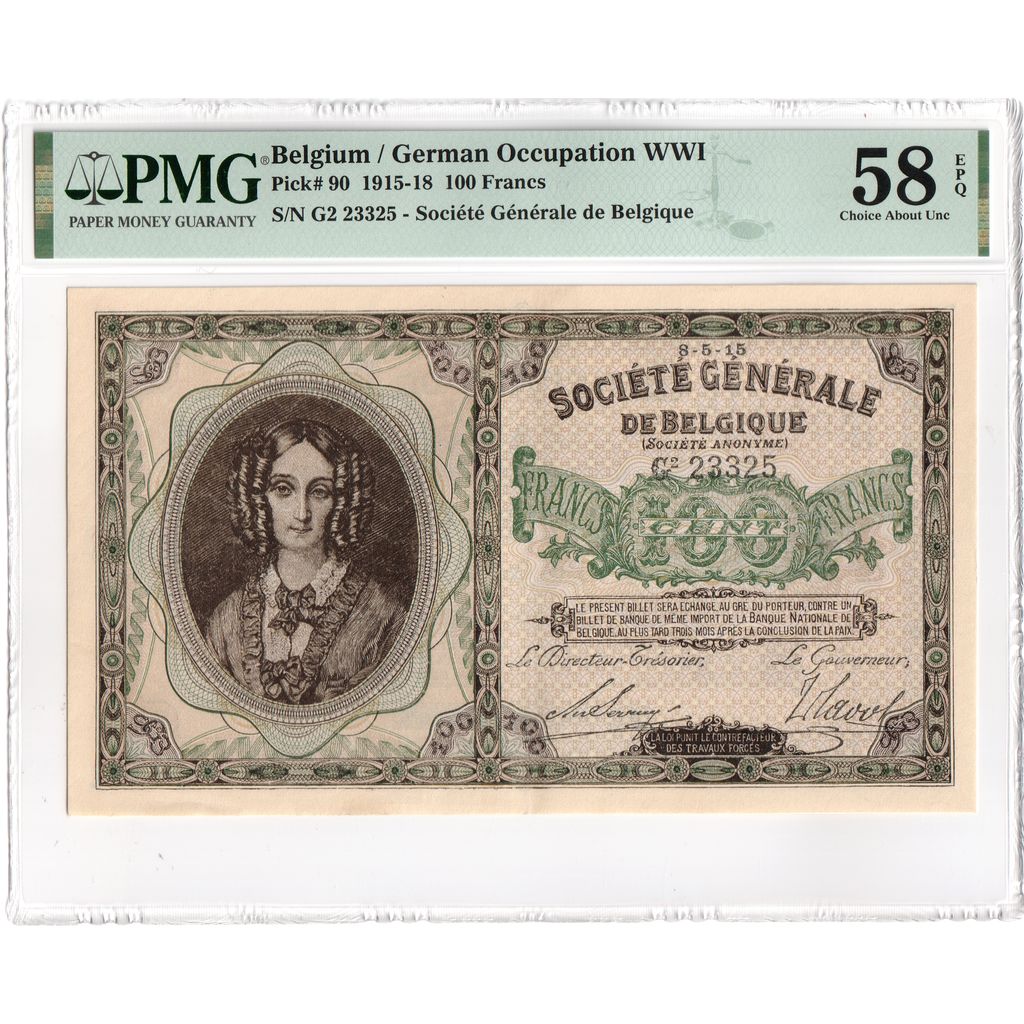 PMG®
PAPER MONEY GUARANTY
Belgium / German Occupation WWI
Pick# 90 1915-18 100 Francs
S/N G2 23325 - Société Générale de Belgique
58
EPQ
Choice About Unc
100
100
8-5-15
SOCIÉTÉ GÉNÉRALE
DE BELGIQUE
(SOCIÉTÉ ANONYME)
G² 23325
FRANCS 100 FRANCS
CENT
LE PRESENT BILLET SERA ECHANGE, AU GRE DU PORTEUR, CONTRE UN
BILLET DE BANQUE DE MÊME IMPORT DE LA BANQUE NATIONALE DE
BELGIQUE, AU PLUS TARD TROIS MOIS APRÈS LA CONCLUSION DE LA PAIX.
Le Directeur-Trésorier,
Le Gouverneur,
100
100
LA LOI PUNIT LE CONTREFACTEUR
DES TRAVAUX FORCÉS